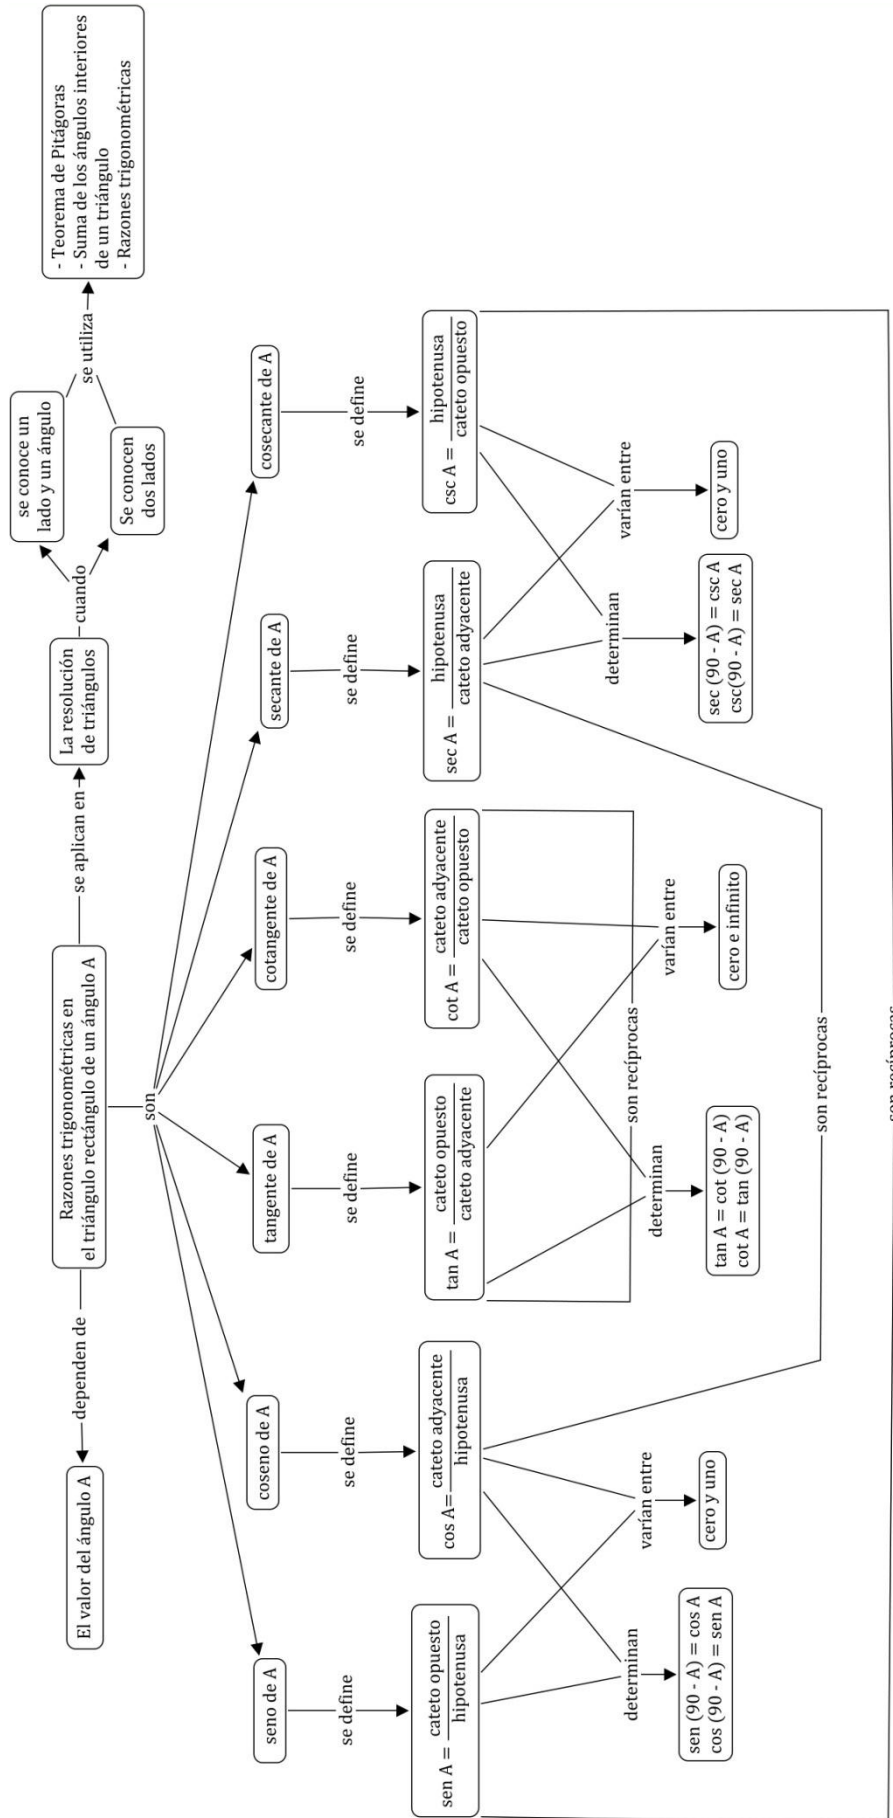 El valor del ángulo A
dependen de
Razones trigonométricas en
el triángulo rectángulo de un ángulo A
se aplican en
La resolución
de triángulos
cuando
se conoce un
lado y un ángulo
Se conocen
dos lados
se utiliza
- Teorema de Pitágoras
- Suma de los ángulos interiores
de un triángulo
- Razones trigonométricas
son
seno de A
coseno de A
tangente de A
cotangente de A
secante de A
cosecante de A
se define
se define
se define
se define
se define
se define
sen A = cateto opuesto
hipotenusa
cos A= cateto adyacente
hipotenusa
tan A = cateto opuesto
cateto adyacente
cot A = cateto adyacente
cateto opuesto
sec A = hipotenusa
cateto adyacente
csc A = hipotenusa
cateto opuesto
determinan
varían entre
son recíprocas
determinan
varían entre
determinan
varían entre
sen (90 - A) = cos A
cos (90 - A) = sen A
cero y uno
tan A = cot (90 - A)
cot A = tan (90 - A)
cero e infinito
sec (90 - A) = csc A
csc(90 - A) = sec A
cero y uno
son recíprocas
son recíprocas